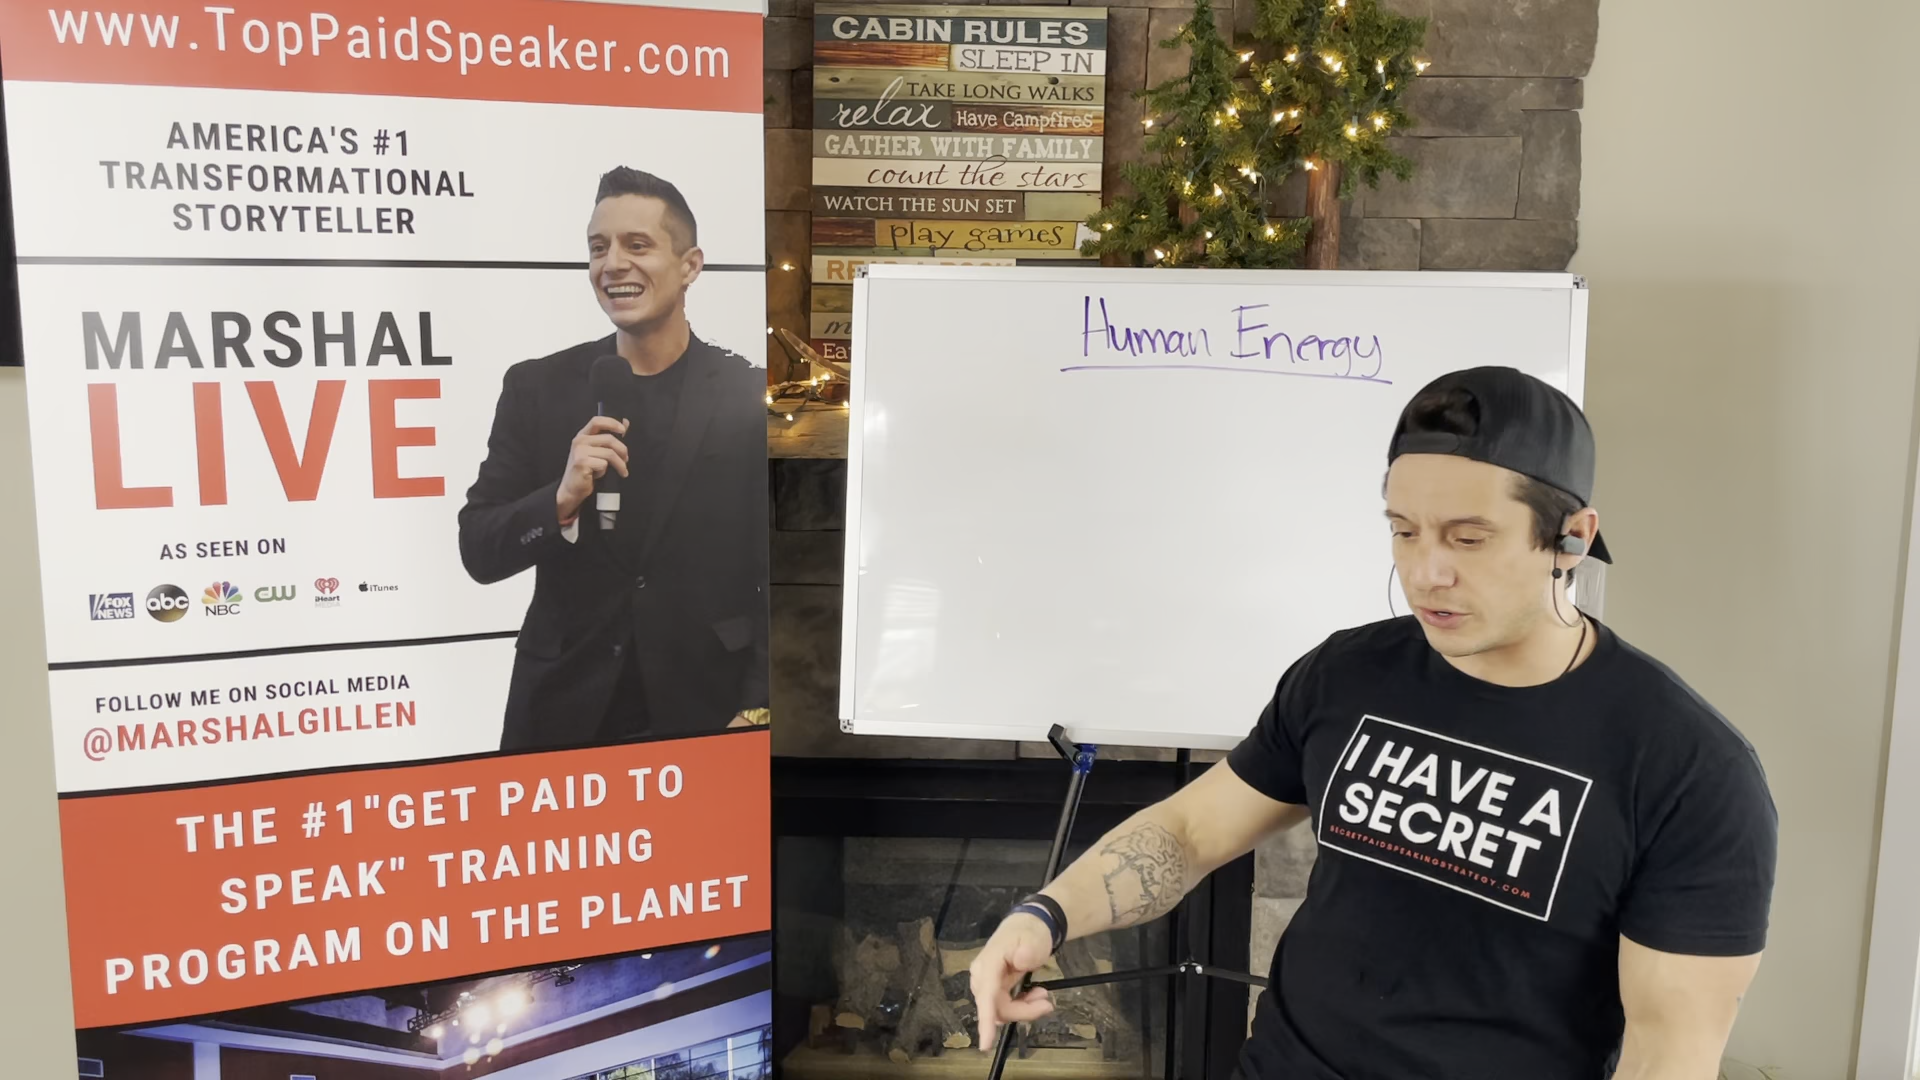 www.TopPaidSpeaker.com
AMERICA'S #1
TRANSFORMATIONAL
STORYTELLER
MARSHAL
LIVE
AS SEEN ON
FOX
NEWS
abc
NBC
CW
iHeart
MEDIA
iTunes
FOLLOW ME ON SOCIAL MEDIA
@MARSHALGILLEN
THE #1"GET PAID TO
SPEAK" TRAINING
PROGRAM ON THE PLANET
CABIN RULES
SLEEP IN
TAKE LONG WALKS
relax Have Campfires
GATHER WITH FAMILY
count the stars
WATCH THE SUN SET
play games
Human Energy
I HAVE A
SECRET
SECRETPAIDSPEAKINGSTRATEGY.COM